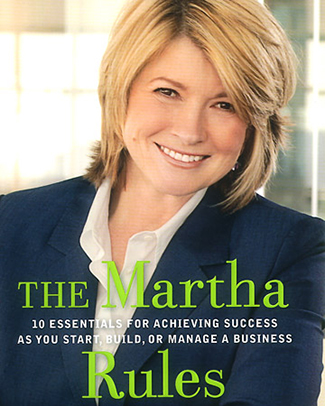 THE Martha
10 ESSENTIALS FOR ACHIEVING SUCCESS
AS YOU START, BUILD, OR MANAGE A BUSINESS
Rules